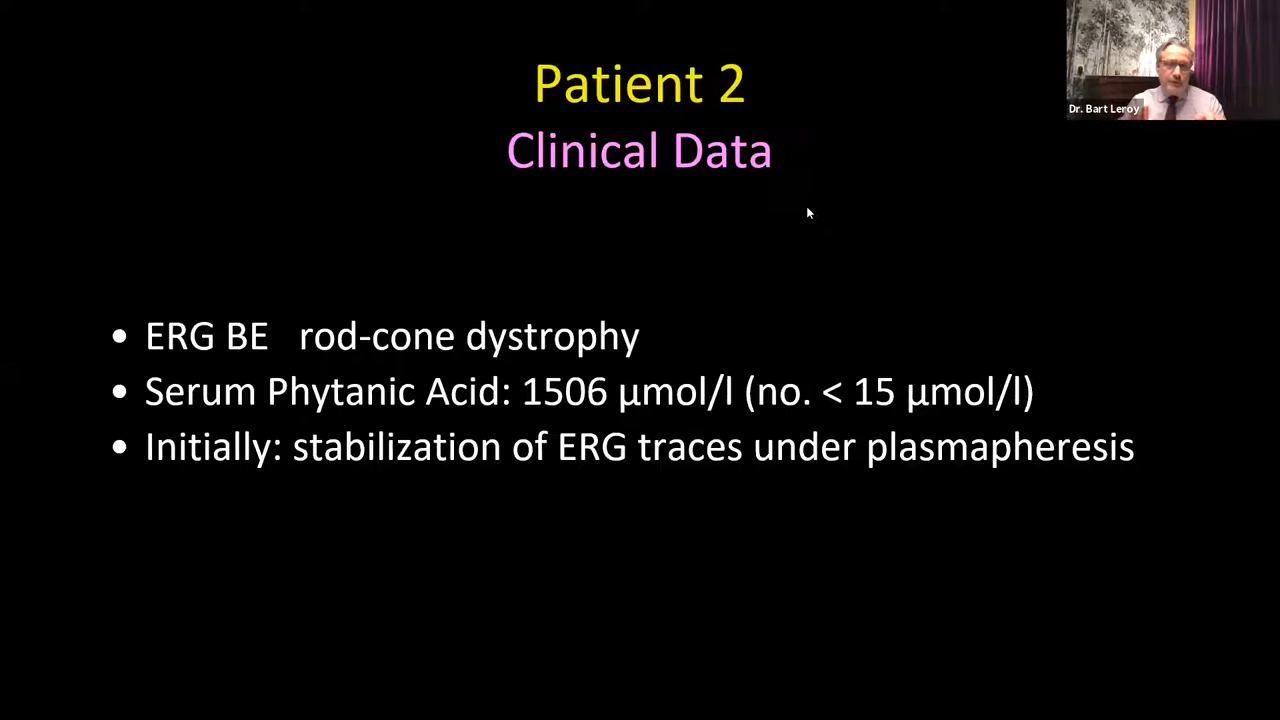 Patient 2
Clinical Data
Dr. Bart Leroy
• ERG BE   rod-cone dystrophy
• Serum Phytanic Acid: 1506 µmol/l (no. < 15 µmol/l)
• Initially: stabilization of ERG traces under plasmapheresis